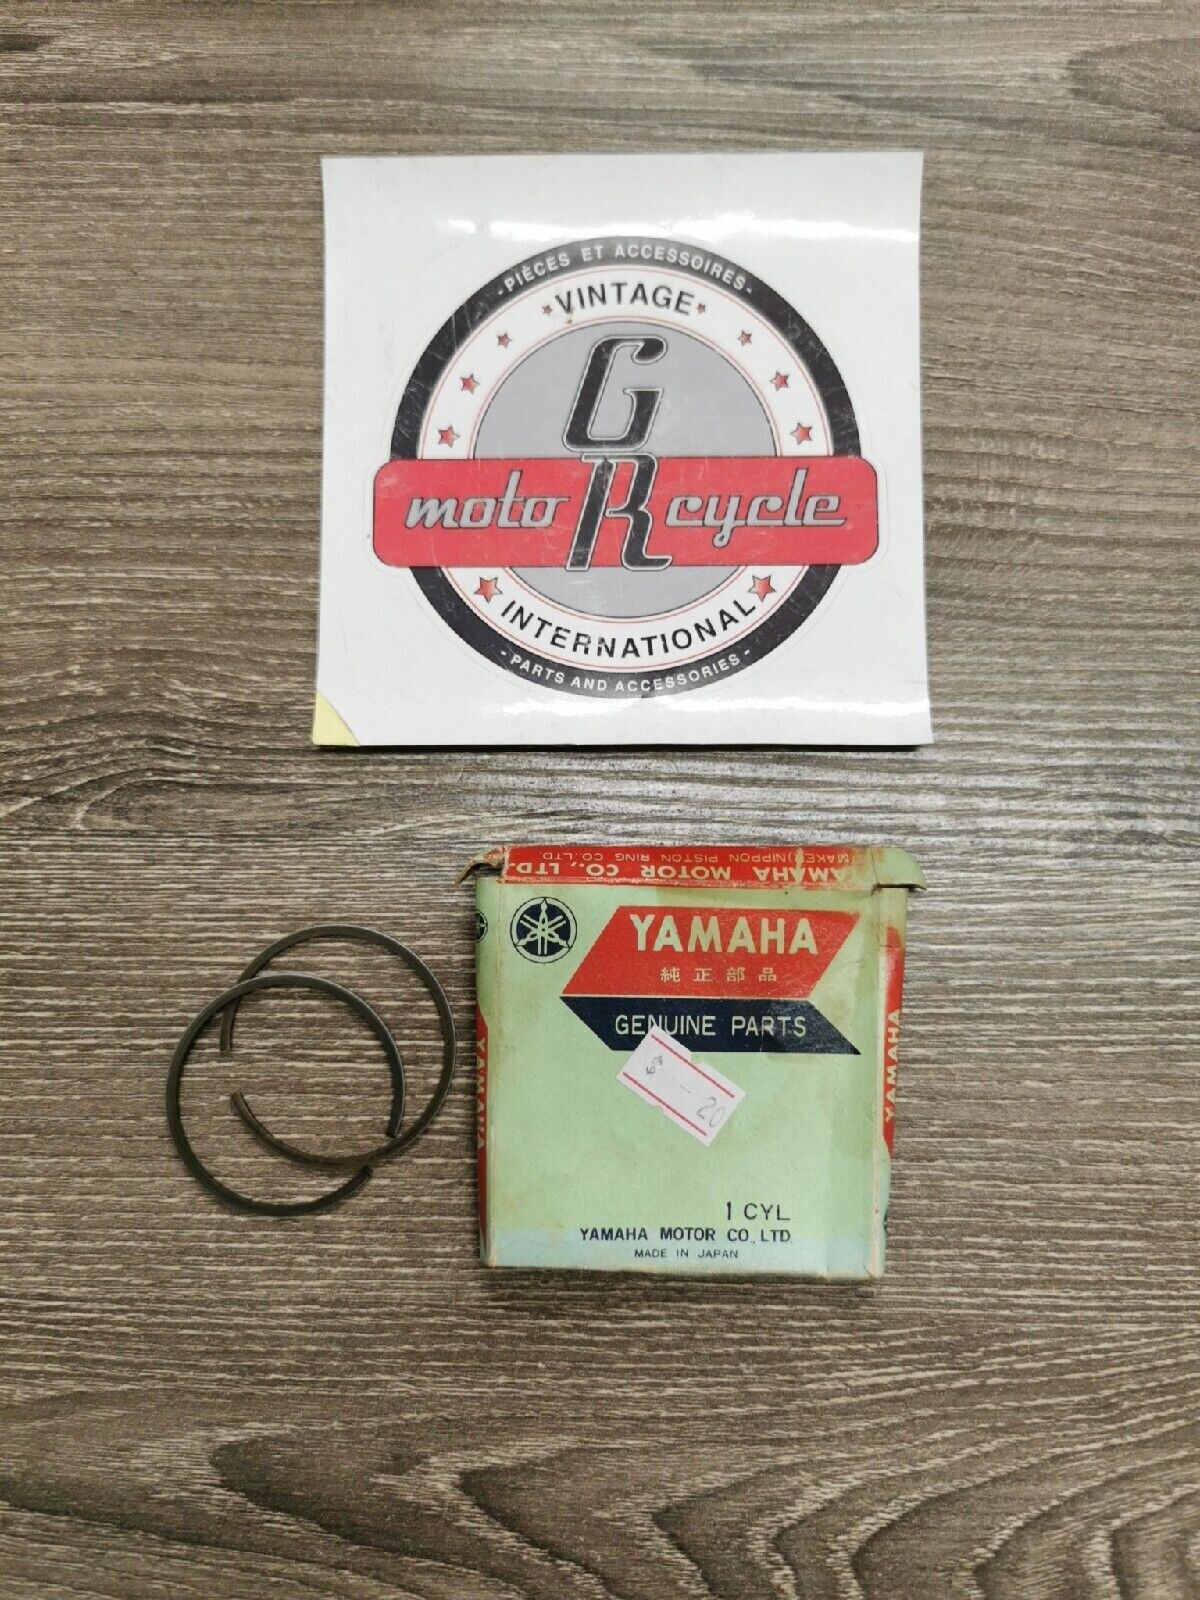 - PIÈCES ET ACCESSOIRES -
VINTAGE
GR
moto cycle
INTERNATIONAL
- PARTS AND ACCESSORIES -
(MAKER)NIPPON PISTON RING CO.,LTD
YAMAHA MOTOR CO., LTD.
YAMAHA
純正部品
GENUINE PARTS
$ -- 20
YAMAHA
YAMAHA
1 CYL
YAMAHA MOTOR CO., LTD.
MADE IN JAPAN